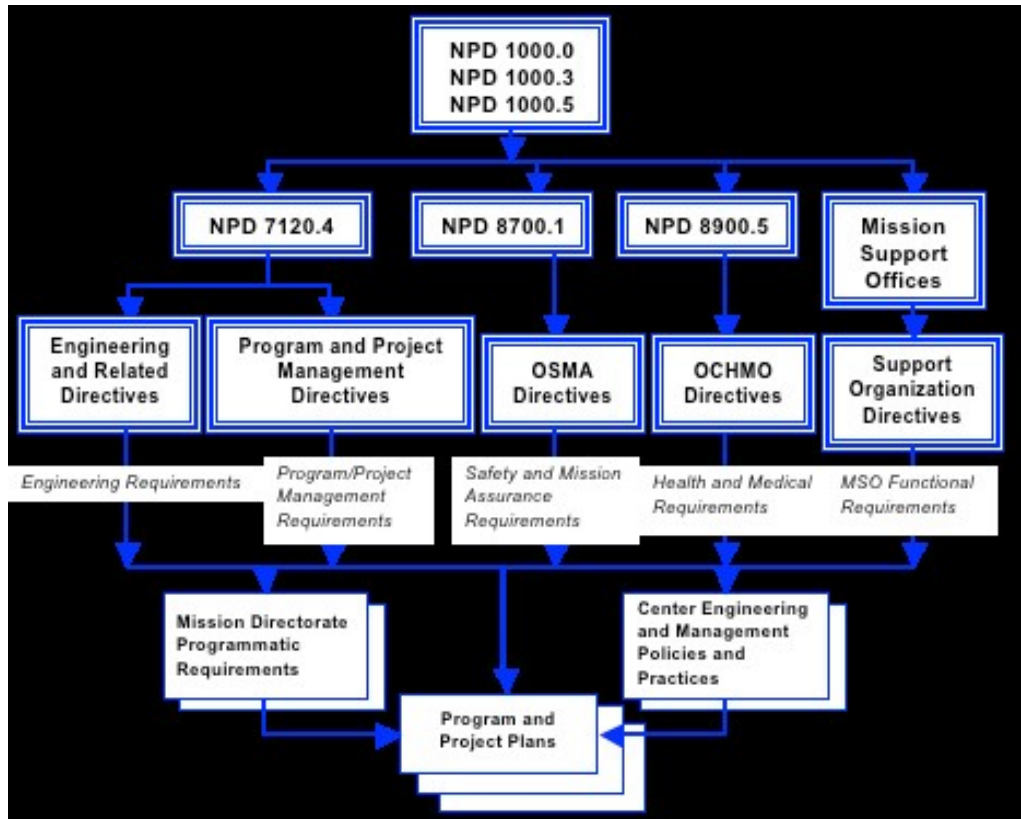 NPD 1000.0
NPD 1000.3
NPD 1000.5
NPD 7120.4
NPD 8700.1
NPD 8900.5
Mission
Support
Offices
Engineering
and Related
Directives
Program and Project
Management
Directives
OSMA
Directives
OCHMO
Directives
Support
Organization
Directives
Engineering Requirements
Program/Project
Management
Requirements
Safety and Mission
Assurance
Requirements
Health and Medical
Requirements
MSO Functional
Requirements
Mission Directorate
Programmatic
Requirements
Center Engineering
and Management
Policies and
Practices
Program and
Project Plans